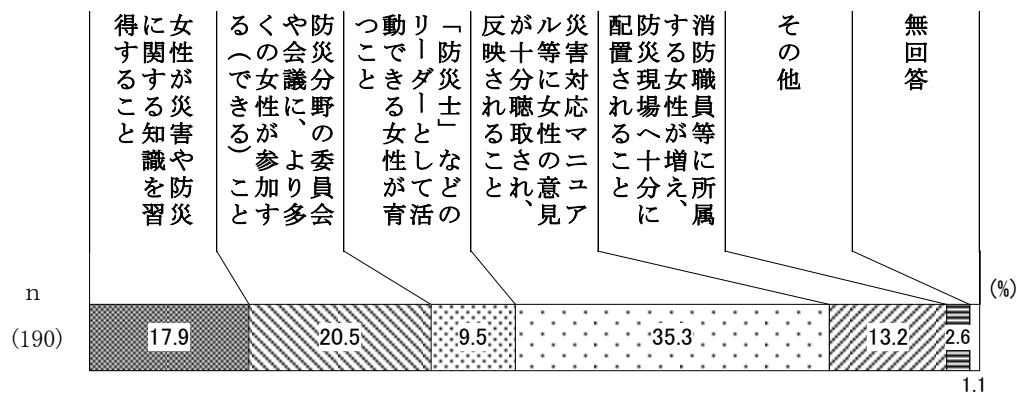 女性が災害や防災
に関する知識を習
得すること
防災分野の委員会
や会議に、より多
くの女性が参加す
る（できる）こと
「防災士」などの
リーダーとして活
動できる女性が育
つこと
災害対応マニュア
ル等に女性の意見
が十分聴取され、
反映されること
消防職員等に所属
する女性が増え、
防災現場へ十分に
配置されること
その他
無回答
(%)
ｎ
(190)
17.9
20.5
9.5
35.3
13.2
2.6
1.1